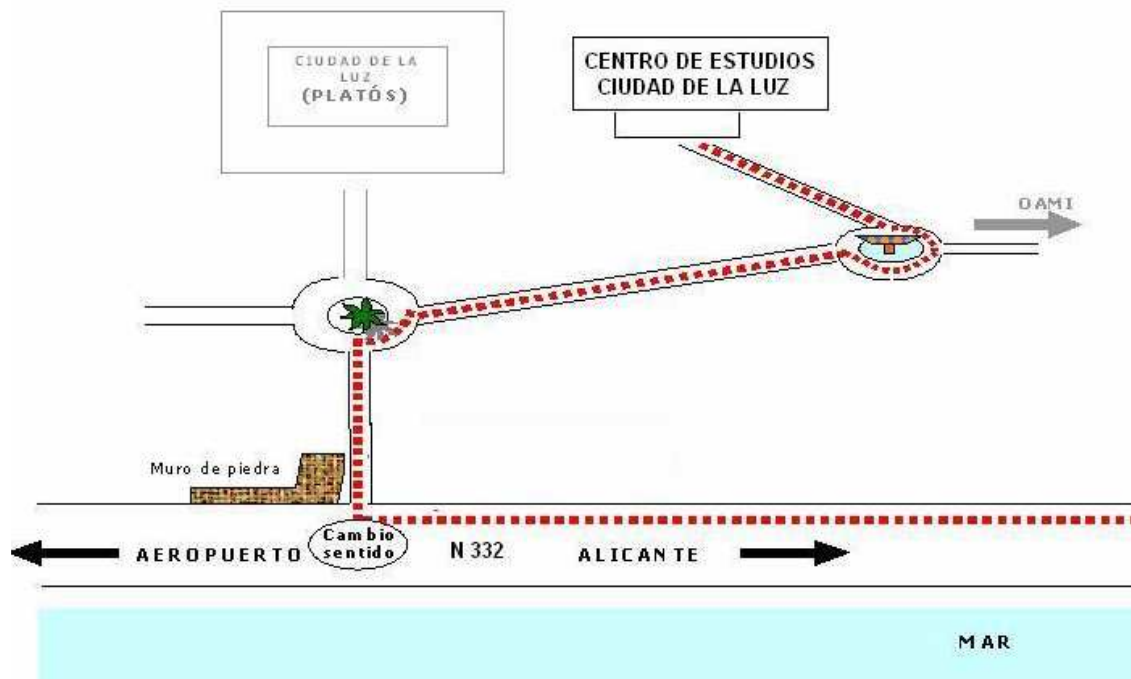 CIUDAD DE LA
LUZ
(PLATÓS)
CENTRO DE ESTUDIOS
CIUDAD DE LA LUZ
OAMI
Muro de piedra
Cambio
sentido
AEROPUERTO
N 332
ALICANTE
MAR